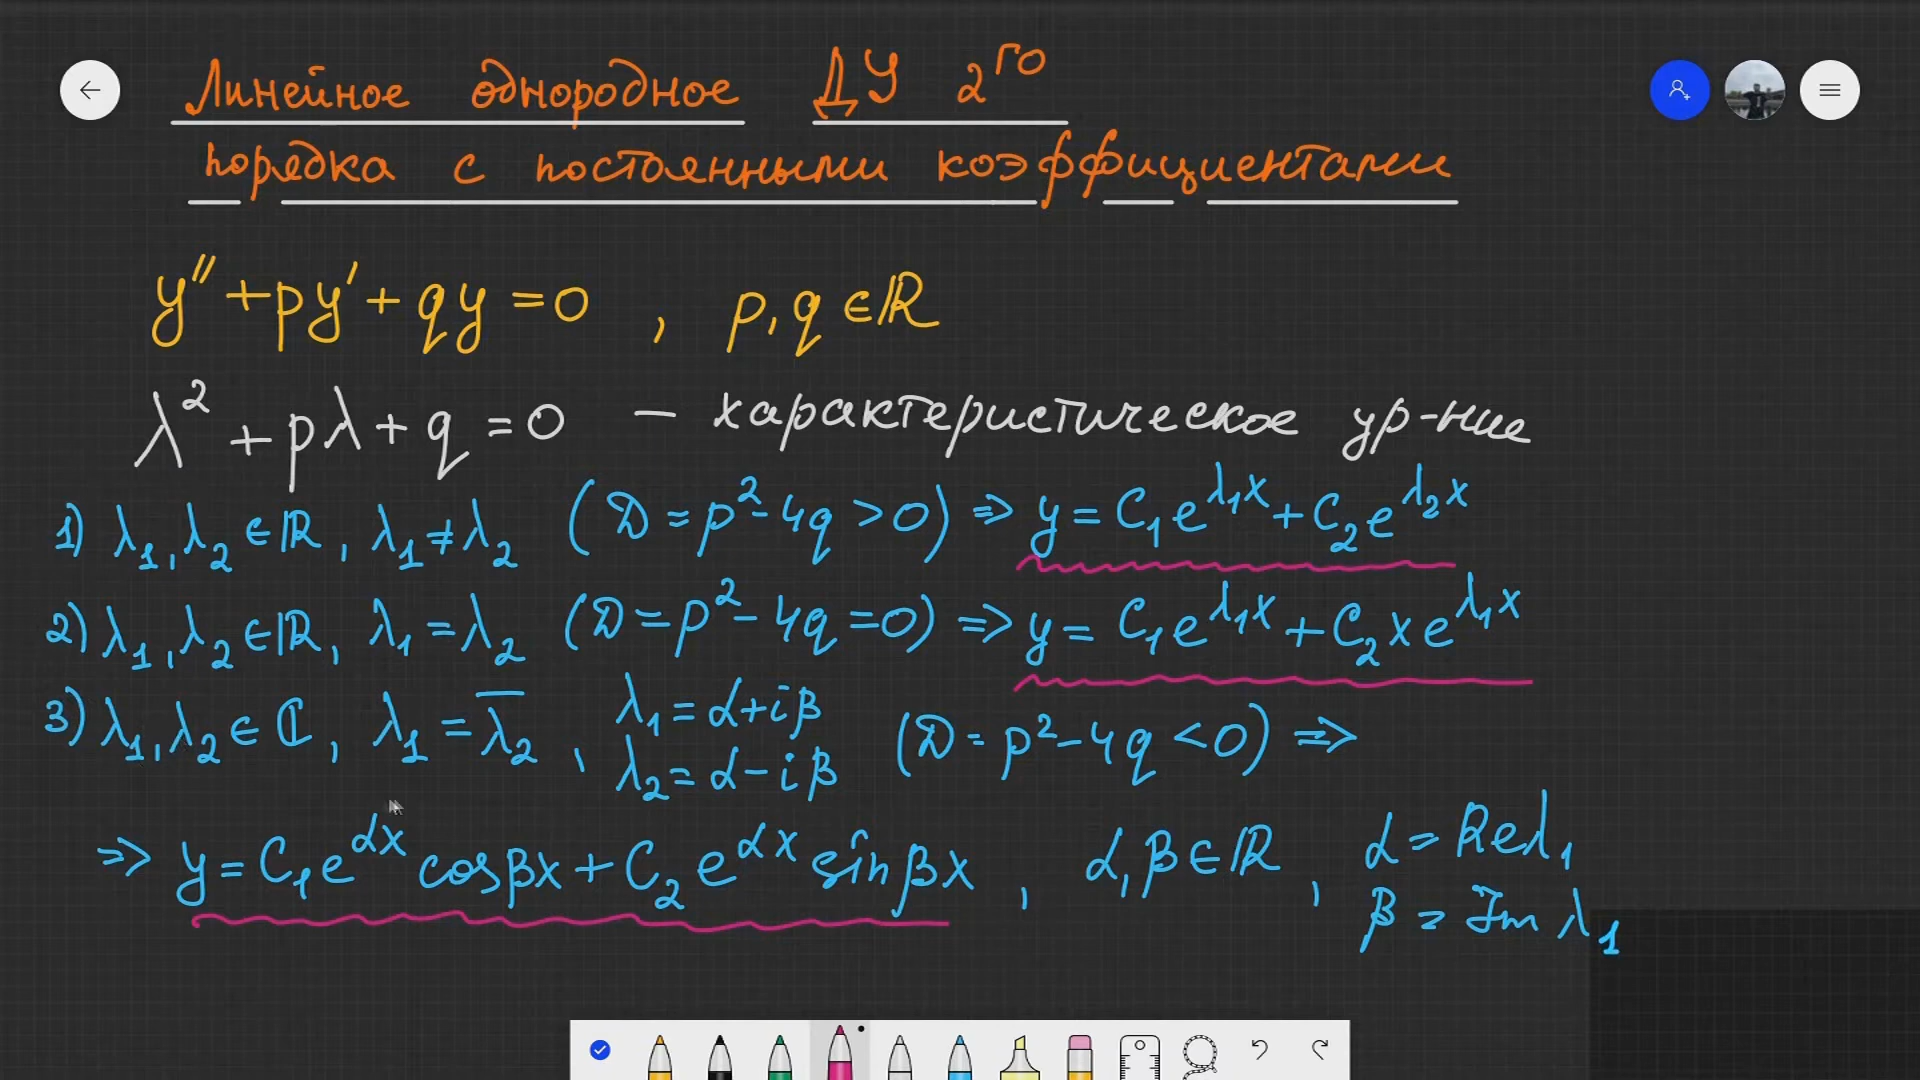 Линейное однородное ДУ 2го
порядка с постоянными коэффициентами
y'' + py' + qy = 0 , p, q ∈ ℝ
λ² + pλ + q = 0 — характеристическое ур-ние
1) λ₁, λ₂ ∈ ℝ, λ₁ ≠ λ₂ (D = p² - 4q > 0) => y = C₁e^{λ₁x} + C₂e^{λ₂x}
2) λ₁, λ₂ ∈ ℝ, λ₁ = λ₂ (D = p² - 4q = 0) => y = C₁e^{λ₁x} + C₂xe^{λ₁x}
3) λ₁, λ₂ ∈ ℂ, λ₁ = \overline{λ₂}, λ₁ = α + iβ
λ₂ = α - iβ (D = p² - 4q < 0) =>
=> y = C₁e^{αx} cosβx + C₂e^{αx} sinβx , α, β ∈ ℝ , α = Reλ₁
β = Im λ₁